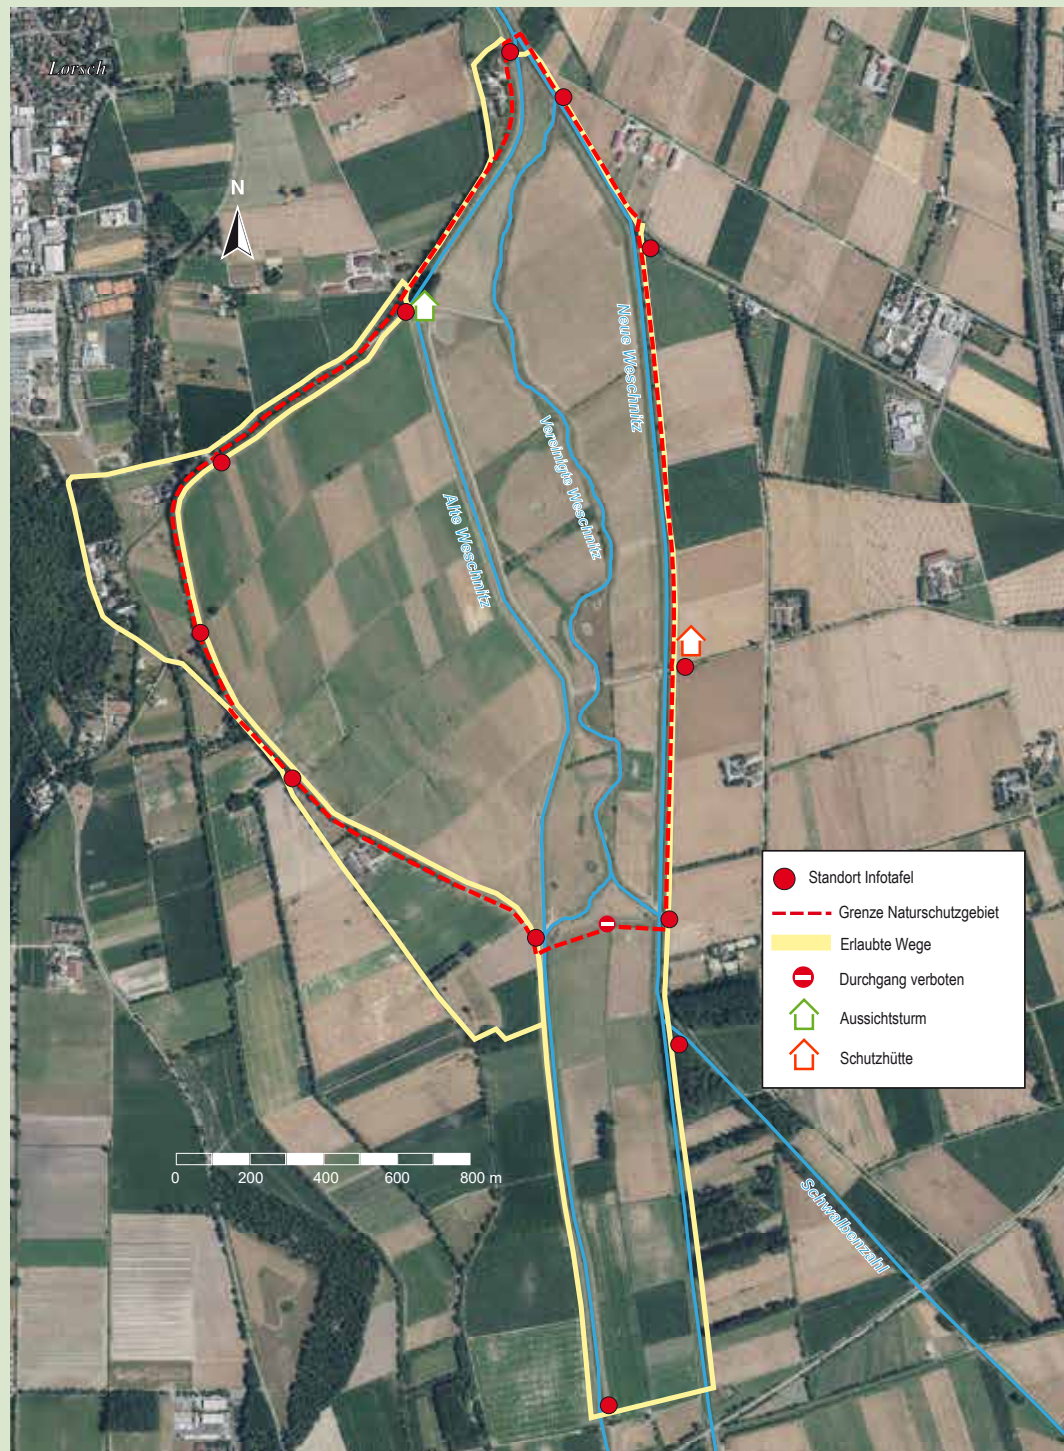 Lorsch
N
Neue Weschnitz
Vereinigte Weschnitz
Alte Weschnitz
Standort Infotafel
Grenze Naturschutzgebiet
Erlaubte Wege
Durchgang verboten
Aussichtsturm
Schutzhütte
0 200 400 600 800 m
Schwalbenzahl